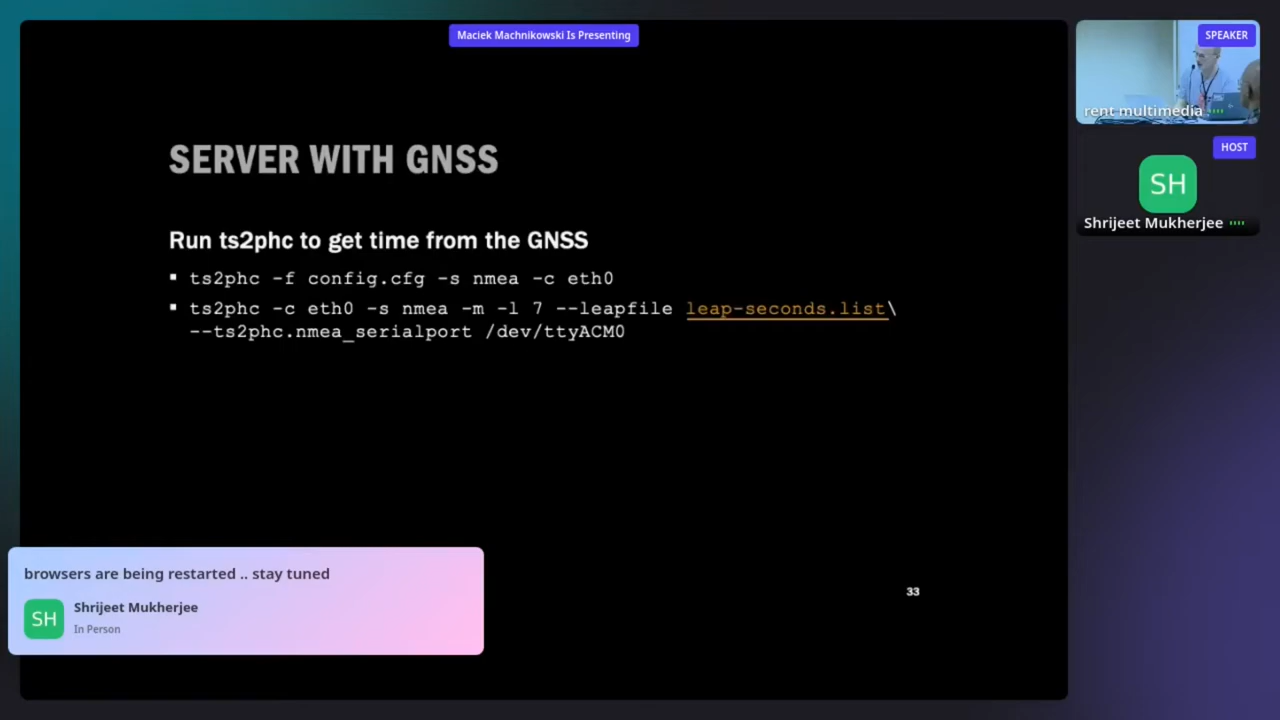 Maciek Machnikowski Is Presenting
SPEAKER
rent multimedia
HOST
SH
Shrijeet Mukherjee
SERVER WITH GNSS
Run ts2phc to get time from the GNSS
▪ ts2phc -f config.cfg -s nmea -c eth0
▪ ts2phc -c eth0 -s nmea -m -l 7 --leapfile leap-seconds.list\
--ts2phc.nmea_serialport /dev/ttyACM0
33
browsers are being restarted .. stay tuned
SH
Shrijeet Mukherjee
In Person